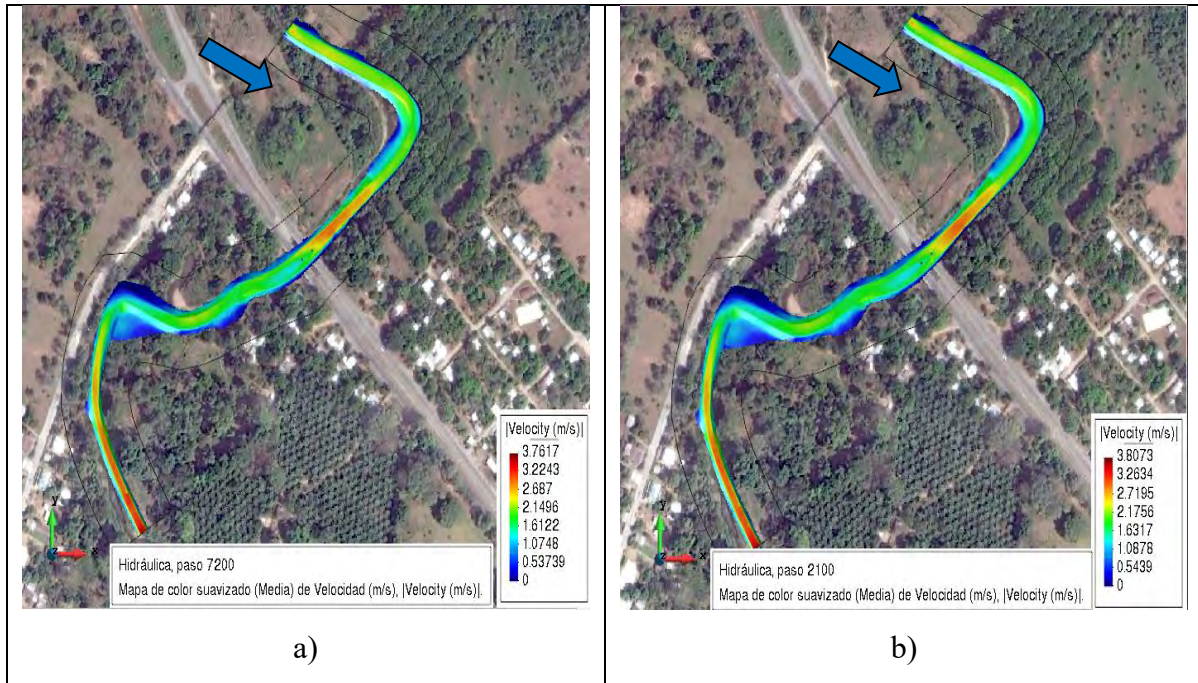 |Velocity (m/s)|
3.7617
3.2243
2.687
2.1496
1.6122
1.0748
0.53739
0
y
z
x
Hidráulica, paso 7200
Mapa de color suavizado (Media) de Velocidad (m/s), |Velocity (m/s)|.
a)
|Velocity (m/s)|
3.8073
3.2634
2.7195
2.1756
1.6317
1.0878
0.5439
0
y
z
x
Hidráulica, paso 2100
Mapa de color suavizado (Media) de Velocidad (m/s), |Velocity (m/s)|.
b)